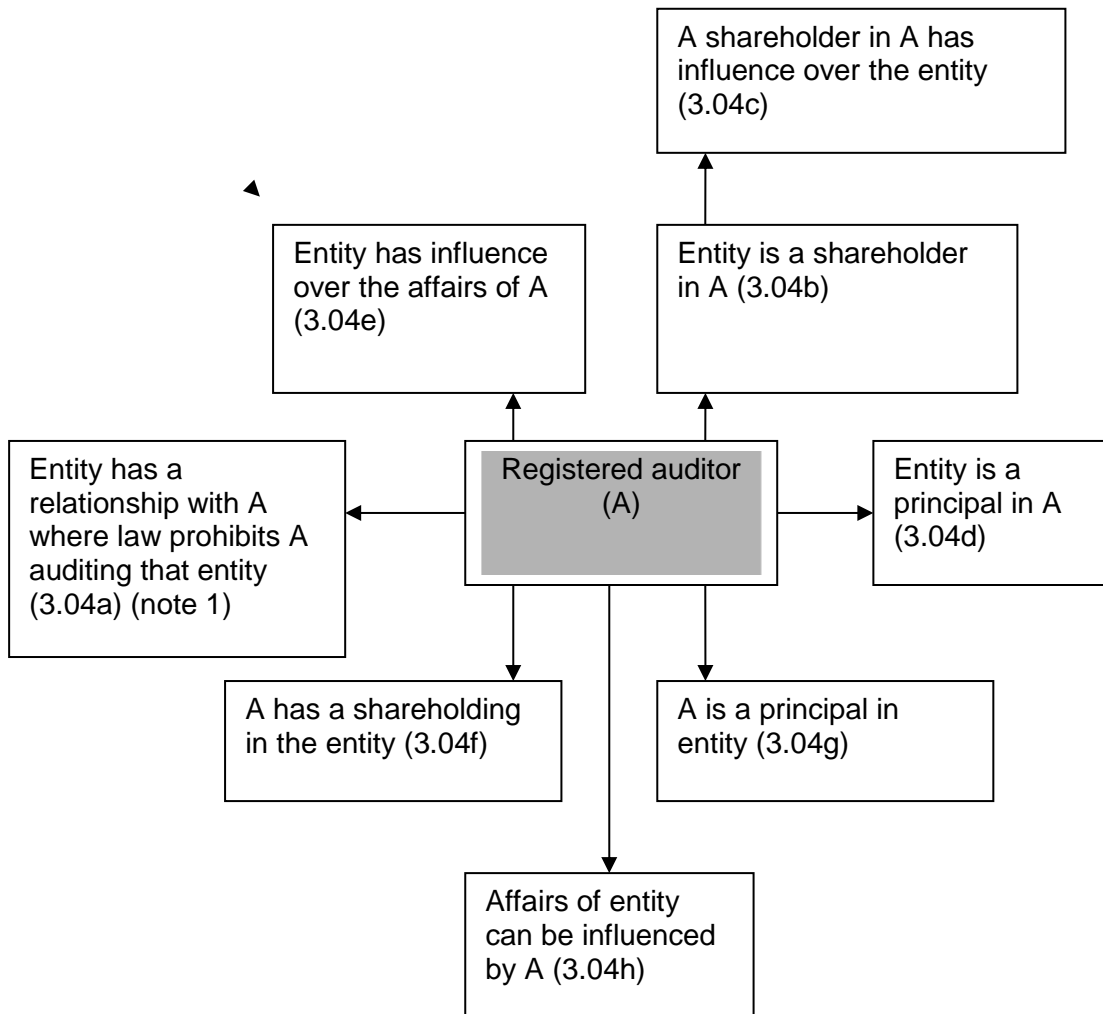 A shareholder in A has
influence over the entity
(3.04c)
Entity has influence
over the affairs of A
(3.04e)
Entity is a shareholder
in A (3.04b)
Entity has a
relationship with A
where law prohibits A
auditing that entity
(3.04a) (note 1)
Registered auditor
(A)
Entity is a
principal in A
(3.04d)
A has a shareholding
in the entity (3.04f)
A is a principal in
entity (3.04g)
Affairs of entity
can be influenced
by A (3.04h)